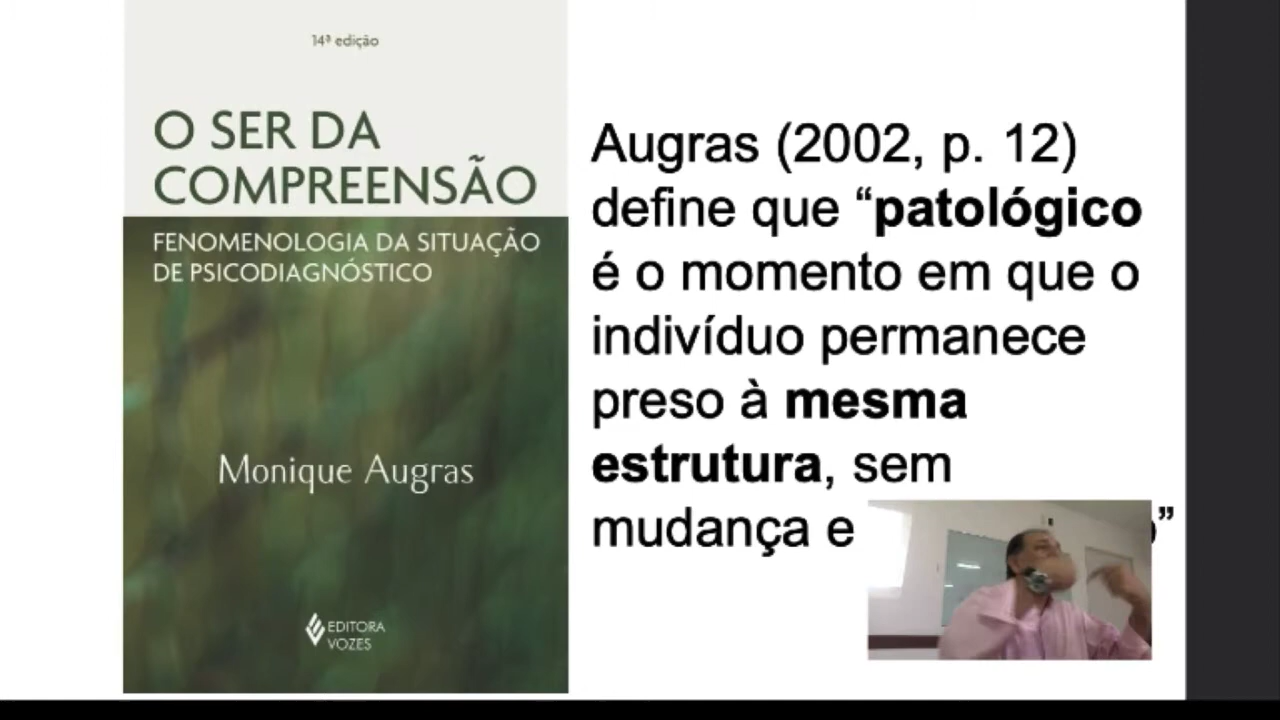 14ª edição
O SER DA
COMPREENSÃO
FENOMENOLOGIA DA SITUAÇÃO
DE PSICODIAGNÓSTICO
Monique Augras
EDITORA
VOZES
Augras (2002, p. 12)
define que “patológico
é o momento em que o
indivíduo permanece
preso à mesma
estrutura, sem
mudança e ”